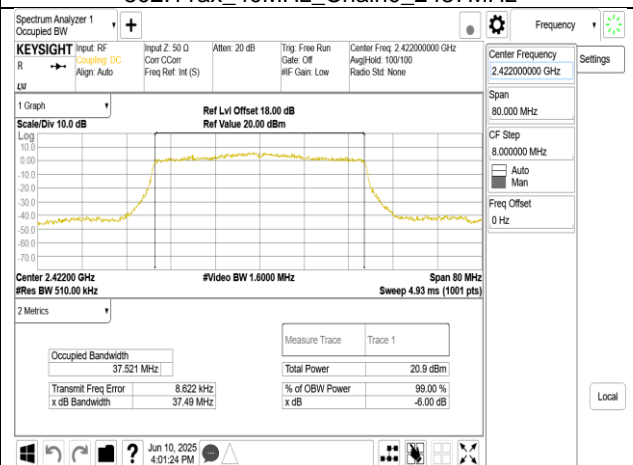 Spectrum Analyzer 1
Occupied BW
Frequency
KEYSIGHT
R
LXI
Input: RF
Coupling: DC
Align: Auto
Input Z: 50 Ω
Corr CCorr
Freq Ref: Int (S)
Atten: 20 dB
Trig: Free Run
Gate: Off
#IF Gain: Low
Center Freq: 2.422000000 GHz
Avg|Hold: 100/100
Radio Std: None
Center Frequency
2.422000000 GHz
Settings
Span
80.000 MHz
CF Step
8.000000 MHz
Auto
Man
Freq Offset
0 Hz
Local
1 Graph
Ref Lvl Offset 18.00 dB
Scale/Div 10.0 dB
Ref Value 20.00 dBm
Log
10.0
0.00
-10.0
-20.0
-30.0
-40.0
-50.0
-60.0
-70.0
Center 2.42200 GHz
#Video BW 1.6000 MHz
Span 80 MHz
#Res BW 510.00 kHz
Sweep 4.93 ms (1001 pts)
2 Metrics
Measure Trace
Trace 1
Occupied Bandwidth
37.521 MHz
Total Power
20.9 dBm
Transmit Freq Error
8.622 kHz
% of OBW Power
99.00 %
x dB Bandwidth
37.49 MHz
x dB
-6.00 dB
?
Jun 10, 2025
4:01:24 PM